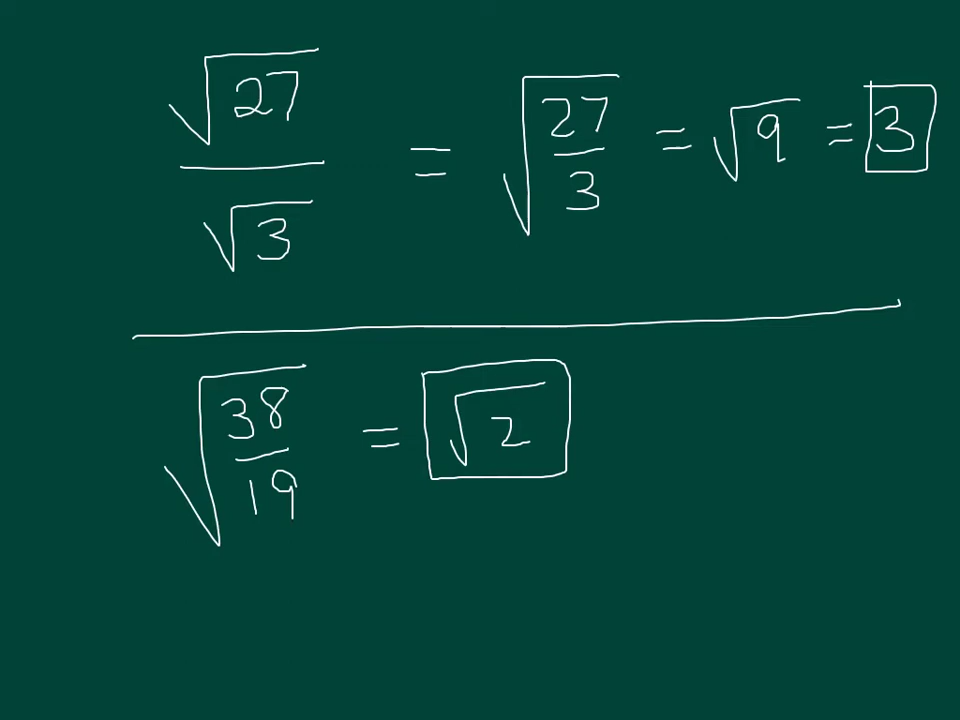 √27 / √3 = √(27/3) = √9 = 3
√(38/19) = √2